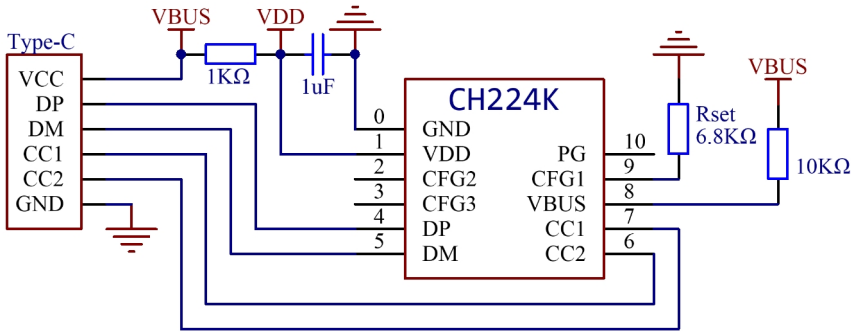 VBUS
VDD
Type-C
1KΩ
1uF
VCC
DP
DM
CC1
CC2
GND
CH224K
0
1
2
3
4
5
GND
VDD
CFG2
CFG3
DP
DM
PG
CFG1
VBUS
CC1
CC2
10
9
8
7
6
Rset
6.8KΩ
VBUS
10KΩ